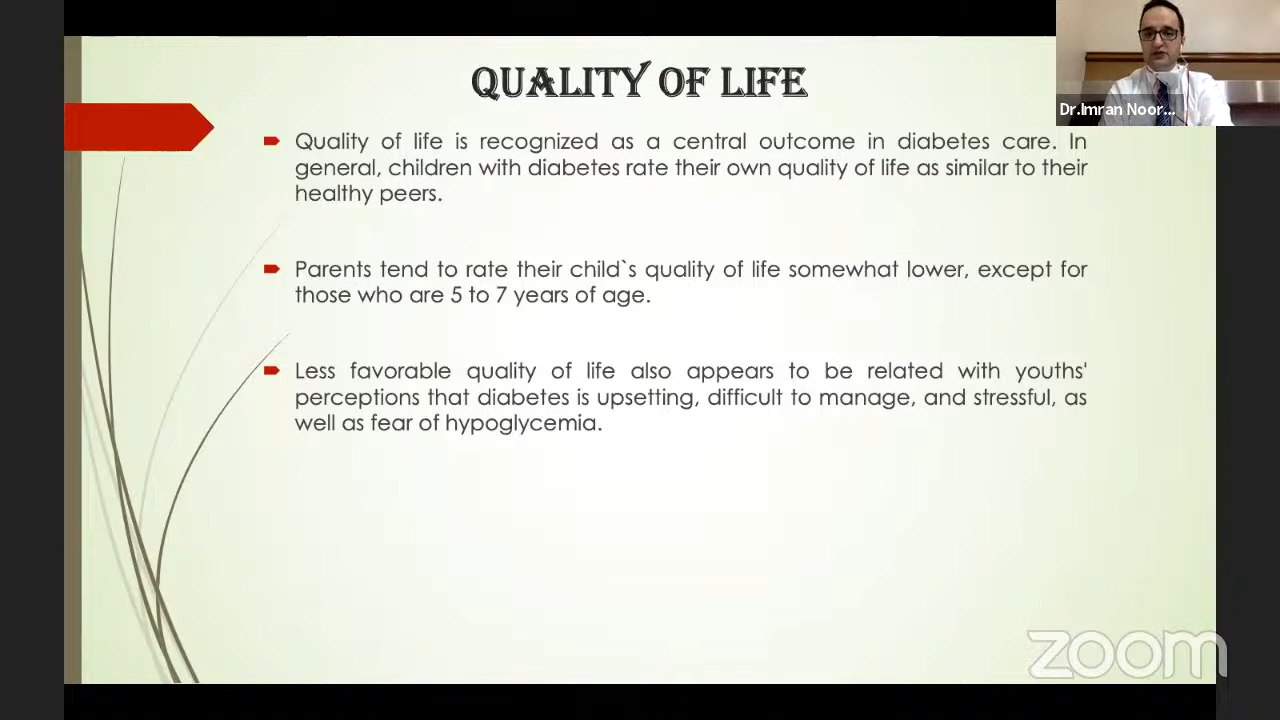 QUALITY OF LIFE
Dr.Imran Noor...
Quality of life is recognized as a central outcome in diabetes care. In
general, children with diabetes rate their own quality of life as similar to their
healthy peers.
Parents tend to rate their child`s quality of life somewhat lower, except for
those who are 5 to 7 years of age.
Less favorable quality of life also appears to be related with youths'
perceptions that diabetes is upsetting, difficult to manage, and stressful, as
well as fear of hypoglycemia.
zoom